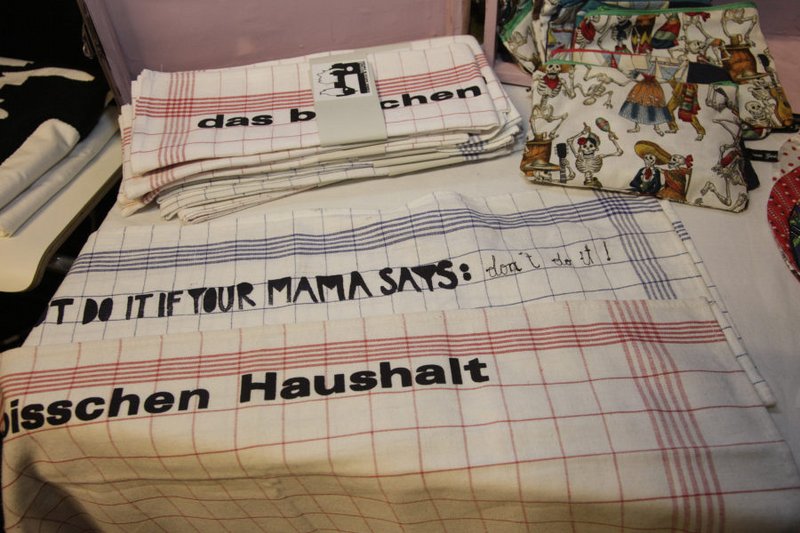 das
DO IT IF YOUR MAMA SAYS: don't do it!
bisschen Haushalt